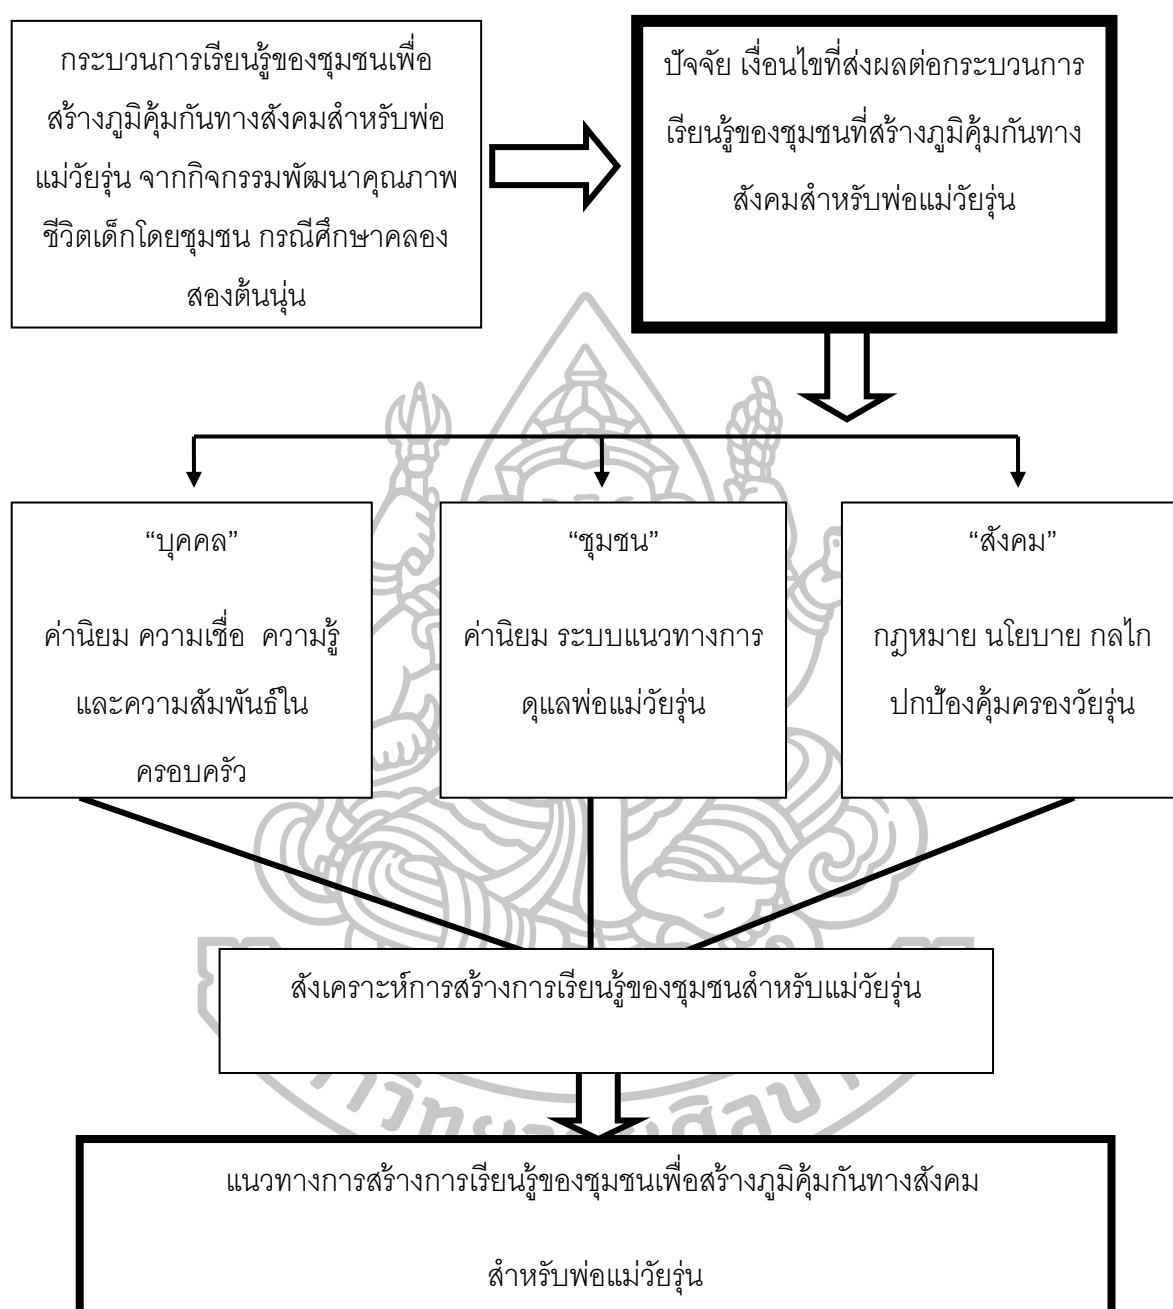 กระบวนการเรียนรู้ของชุมชนเพื่อ
สร้างภูมิคุ้มกันทางสังคมสำหรับพ่อ
แม่วัยรุ่น จากกิจกรรมพัฒนาคุณภาพ
ชีวิตเด็กโดยชุมชน กรณีศึกษาคลอง
สองต้นนุ่น
ปัจจัย เงื่อนไขที่ส่งผลต่อกระบวนการ
เรียนรู้ของชุมชนที่สร้างภูมิคุ้มกันทาง
สังคมสำหรับพ่อแม่วัยรุ่น
“บุคคล”
ค่านิยม ความเชื่อ ความรู้
และความสัมพันธ์ใน
ครอบครัว
“ชุมชน”
ค่านิยม ระบบแนวทางการ
ดูแลพ่อแม่วัยรุ่น
“สังคม”
กฎหมาย นโยบาย กลไก
ปกป้องคุ้มครองวัยรุ่น
สังเคราะห์การสร้างการเรียนรู้ของชุมชนสำหรับแม่วัยรุ่น
แนวทางการสร้างการเรียนรู้ของชุมชนเพื่อสร้างภูมิคุ้มกันทางสังคม
สำหรับพ่อแม่วัยรุ่น